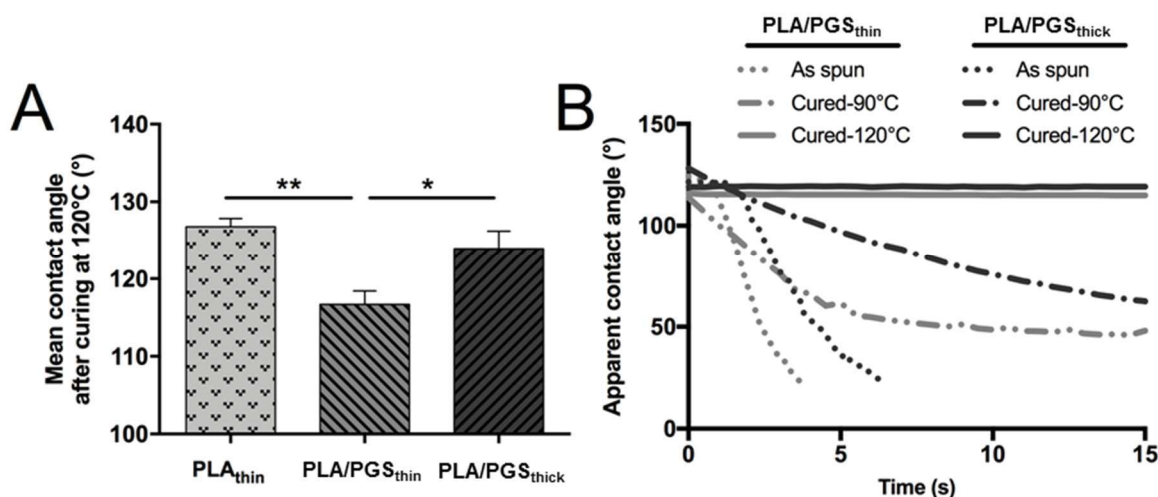 A
Mean contact angle
after curing at 120°C (°)
140
130
120
110
100
**
*
PLAthin
PLA/PGSthin
PLA/PGSthick
B
PLA/PGSthin
As spun
Cured-90°C
Cured-120°C
PLA/PGSthick
As spun
Cured-90°C
Cured-120°C
Apparent contact angle (°)
150
100
50
0
0
5
10
15
Time (s)